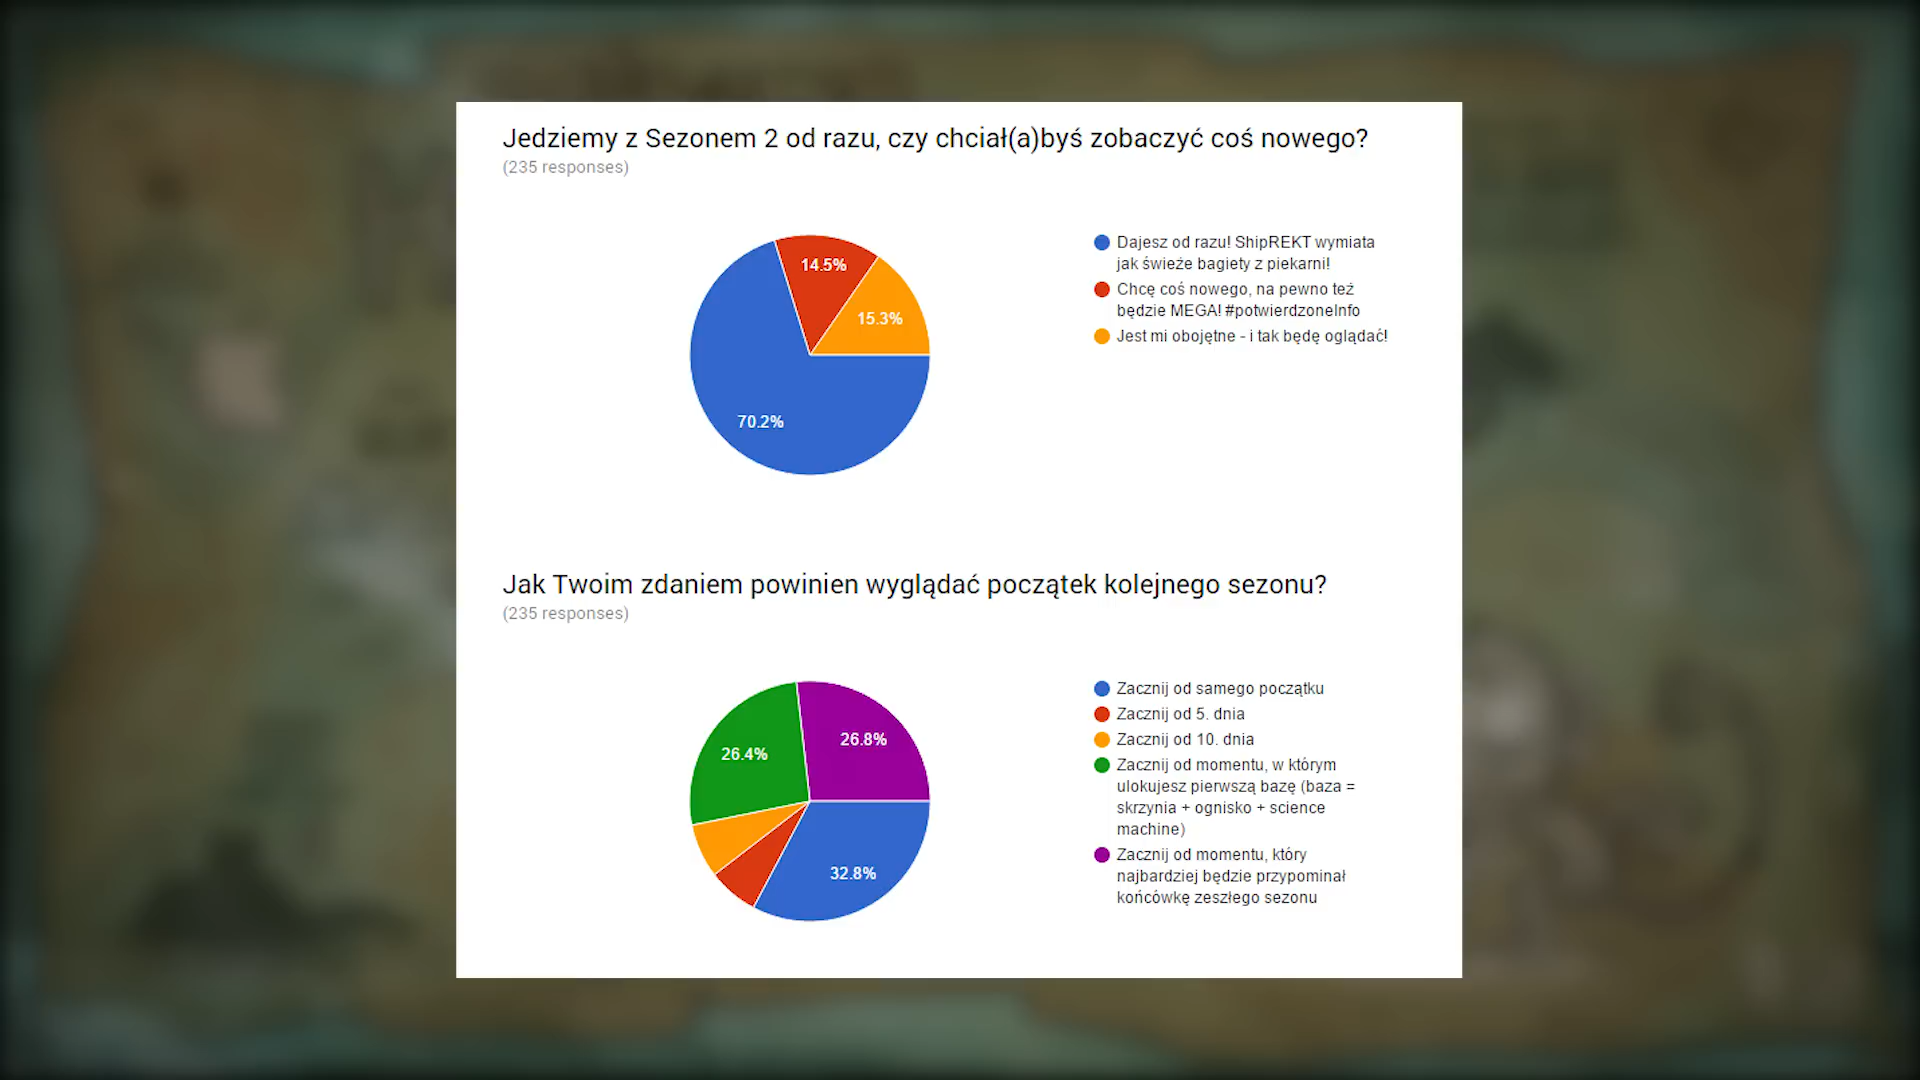 Jedziemy z Sezonem 2 od razu, czy chciał(a)byś zobaczyć coś nowego?
(235 responses)
14.5%
15.3%
70.2%
Dajesz od razu! ShipREKT wymiata
jak świeże bagiety z piekarni!
Chcę coś nowego, na pewno też
będzie MEGA! #potwierdzoneInfo
Jest mi obojętne - i tak będę oglądać!
Jak Twoim zdaniem powinien wyglądać początek kolejnego sezonu?
(235 responses)
26.8%
26.4%
32.8%
Zacznij od samego początku
Zacznij od 5. dnia
Zacznij od 10. dnia
Zacznij od momentu, w którym
ulokujesz pierwszą bazę (baza =
skrzynia + ognisko + science
machine)
Zacznij od momentu, który
najbardziej będzie przypominał
końcówkę zeszłego sezonu